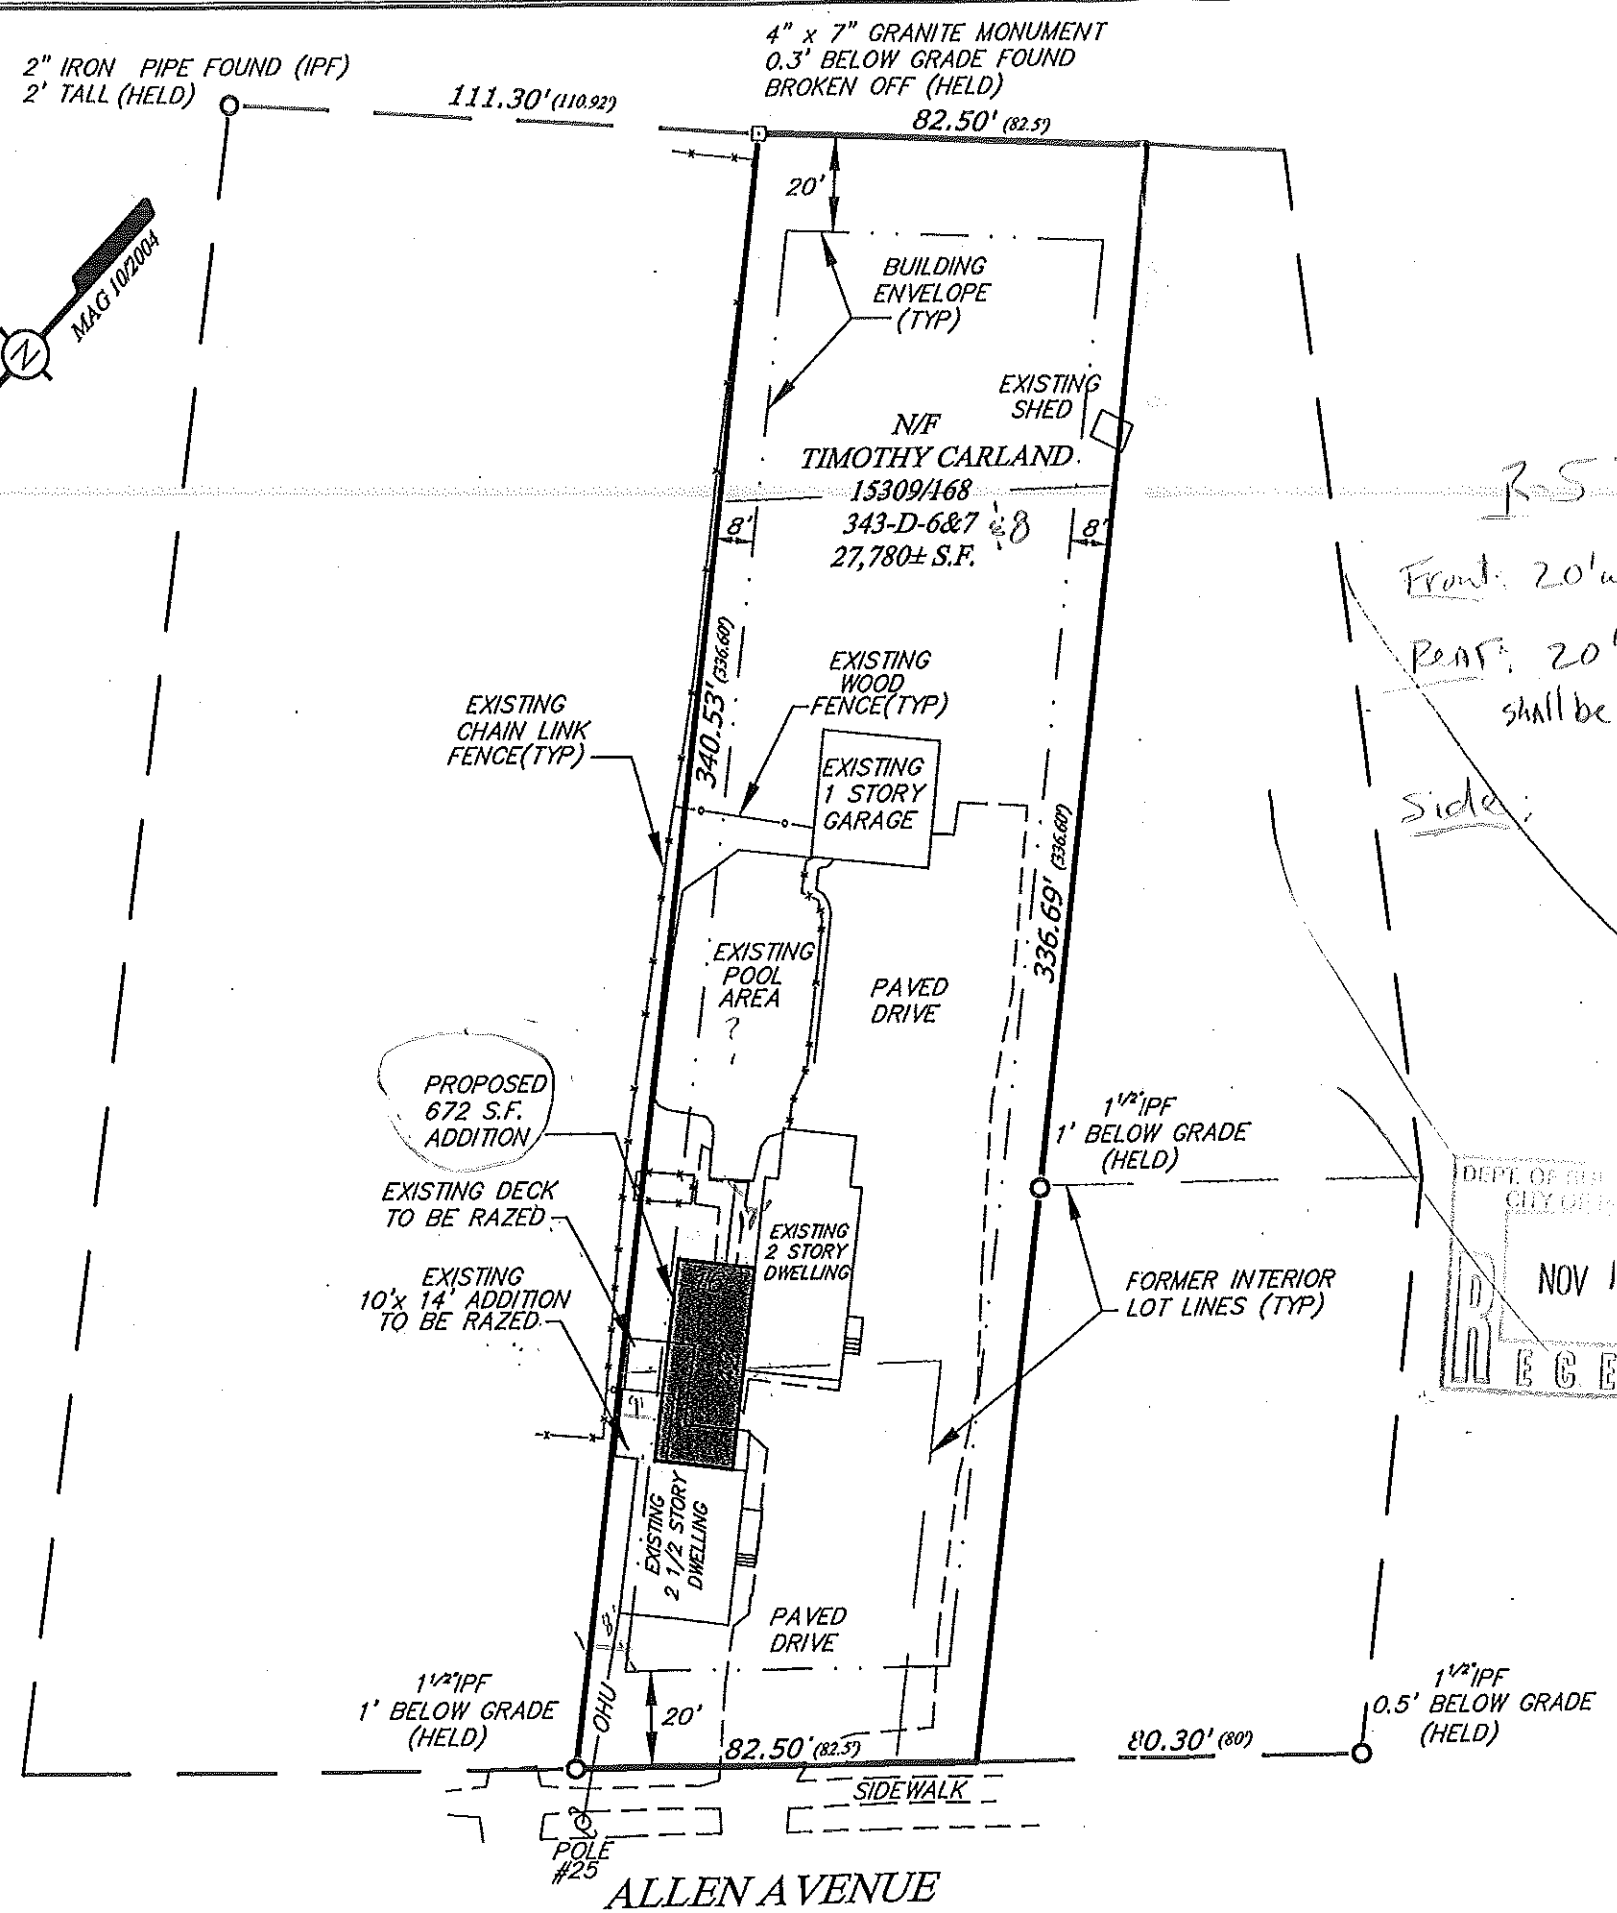 2" IRON PIPE FOUND (IPF)
2' TALL (HELD)
111.30' (110.92')
4" x 7" GRANITE MONUMENT
0.3' BELOW GRADE FOUND
BROKEN OFF (HELD)
82.50' (82.5')
20'
MAG 10/2004
N
BUILDING
ENVELOPE
(TYP)
EXISTING
SHED
N/F
TIMOTHY CARLAND
15309/168
343-D-6&7 &8
27,780± S.F.
8'
8'
R-5
Front: 20'
Rear: 20'
shall be
Side:
340.53' (336.60')
EXISTING
WOOD
FENCE(TYP)
EXISTING
CHAIN LINK
FENCE(TYP)
EXISTING
1 STORY
GARAGE
336.69' (336.60')
EXISTING
POOL
AREA
?
PAVED
DRIVE
PROPOSED
672 S.F.
ADDITION
1 1/2" IPF
1' BELOW GRADE
(HELD)
EXISTING DECK
TO BE RAZED
EXISTING
2 STORY
DWELLING
EXISTING
10'x 14' ADDITION
TO BE RAZED
FORMER INTERIOR
LOT LINES (TYP)
DEPT. OF
CITY OF
NOV
R E C E
EXISTING
2 1/2 STORY
DWELLING
8'
PAVED
DRIVE
1 1/2" IPF
1' BELOW GRADE
(HELD)
OHU
20'
82.50' (82.5')
80.30' (80')
1 1/2" IPF
0.5' BELOW GRADE
(HELD)
SIDEWALK
POLE
#25
ALLEN AVENUE